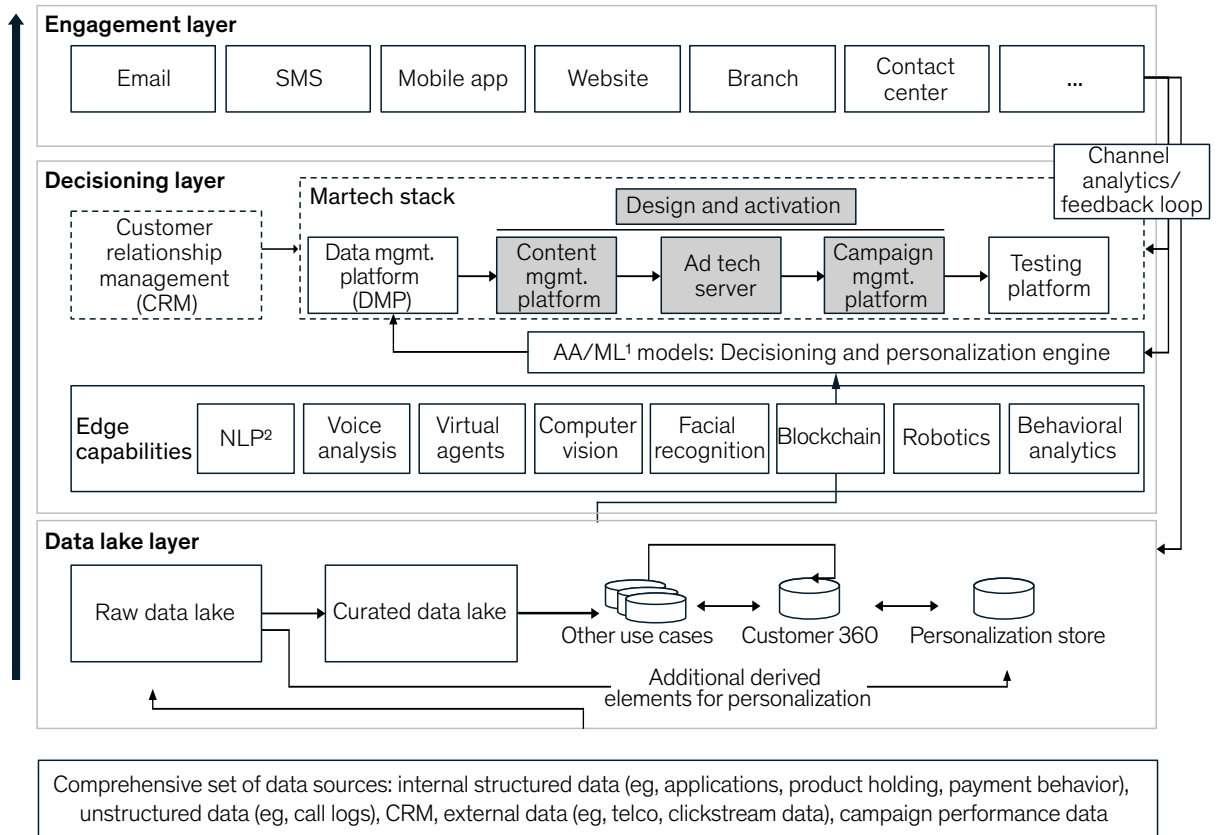 Engagement layer
Email
SMS
Mobile app
Website
Branch
Contact
center
...
Channel
analytics/
feedback loop
Decisioning layer
Martech stack
Design and activation
Customer
relationship
management
(CRM)
Data mgmt.
platform
(DMP)
Content
mgmt.
platform
Ad tech
server
Campaign
mgmt.
platform
Testing
platform
AA/ML¹ models: Decisioning and personalization engine
Edge
capabilities
NLP²
Voice
analysis
Virtual
agents
Computer
vision
Facial
recognition
Blockchain
Robotics
Behavioral
analytics
Data lake layer
Raw data lake
Curated data lake
Other use cases
Customer 360
Personalization store
Additional derived
elements for personalization
Comprehensive set of data sources: internal structured data (eg, applications, product holding, payment behavior),
unstructured data (eg, call logs), CRM, external data (eg, telco, clickstream data), campaign performance data